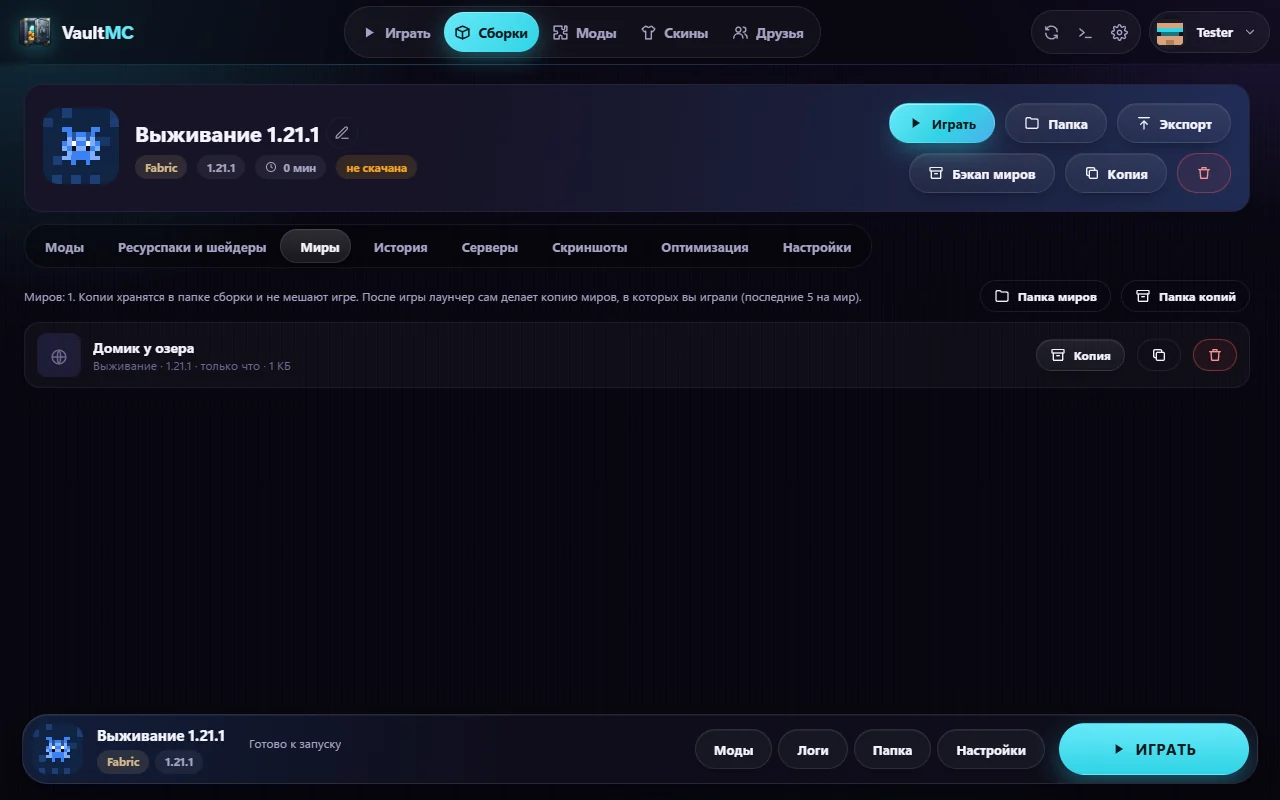 VaultMC
Играть
Сборки
Моды
Скины
Друзья
Tester
Выживание 1.21.1
Fabric
1.21.1
0 мин
не скачана
Играть
Папка
Экспорт
Бэкап миров
Копия
Моды
Ресурспаки и шейдеры
Миры
История
Серверы
Скриншоты
Оптимизация
Настройки
Миров: 1. Копии хранятся в папке сборки и не мешают игре. После игры лаунчер сам делает копию миров, в которых вы играли (последние 5 на мир).
Папка миров
Папка копий
Домик у озера
Выживание · 1.21.1 · только что · 1 КБ
Копия
Выживание 1.21.1
Fabric
1.21.1
Готово к запуску
Моды
Логи
Папка
Настройки
ИГРАТЬ